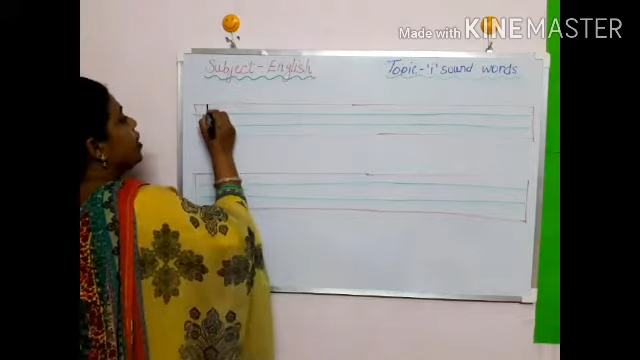 Made with KINEMASTER
Subject - English
Topic - 'i' sound words